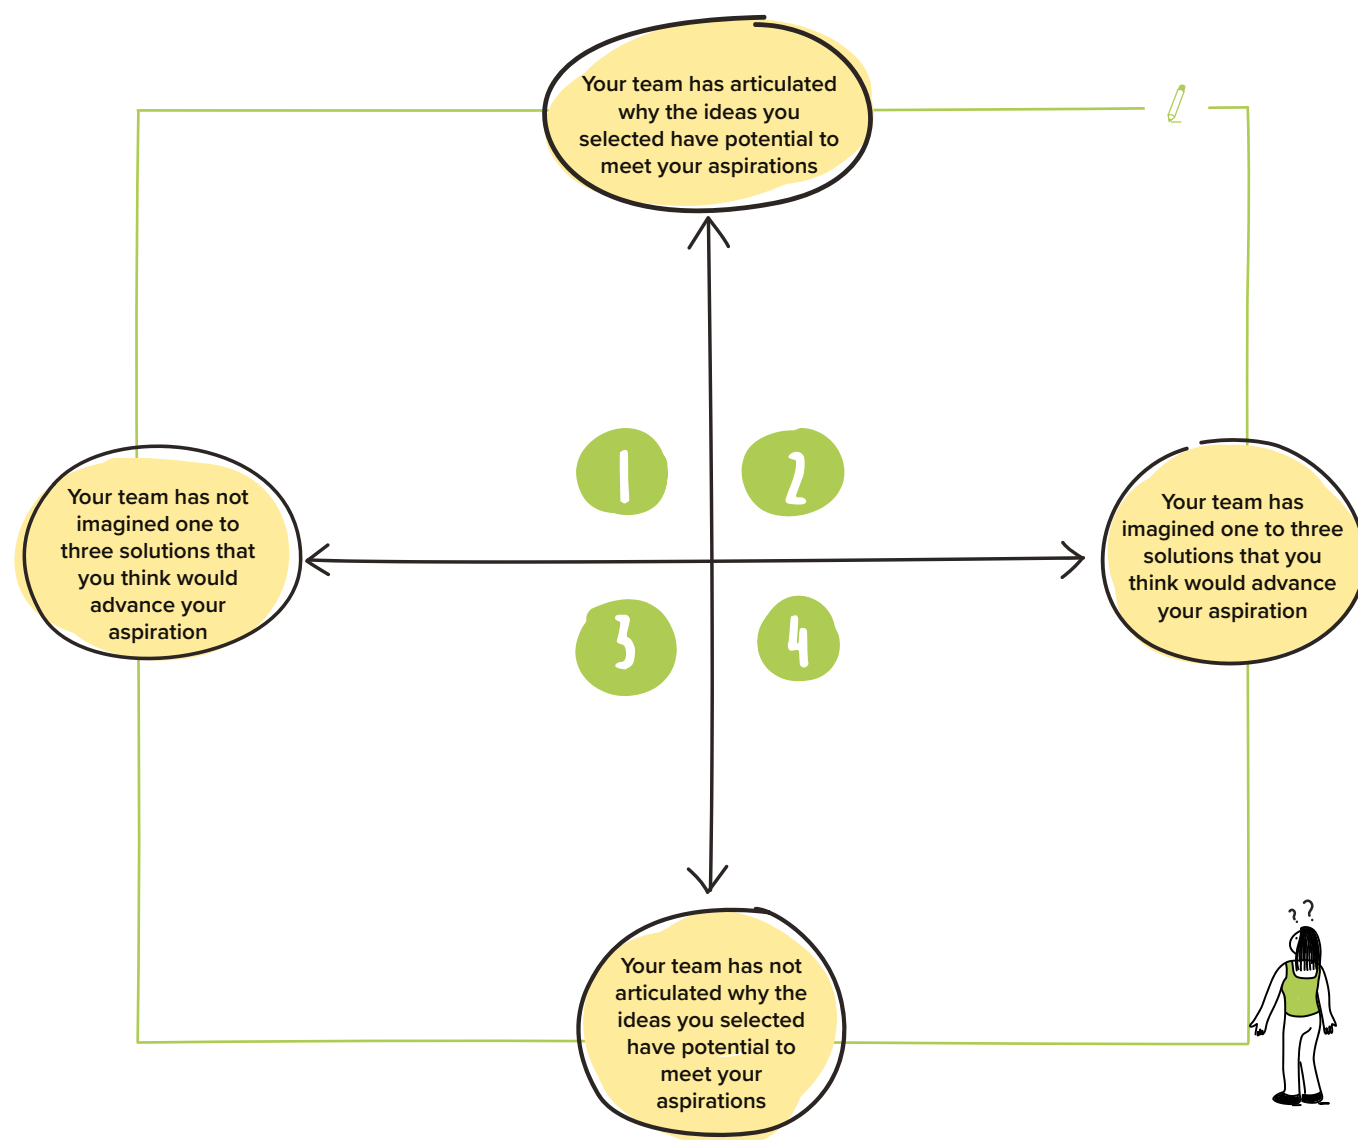 Your team has articulated
why the ideas you
selected have potential to
meet your aspirations
1
2
Your team has not
imagined one to
three solutions that
you think would
advance your
aspiration
Your team has
imagined one to three
solutions that you
think would advance
your aspiration
3
4
? ?
Your team has not
articulated why the
ideas you selected
have potential to
meet your
aspirations